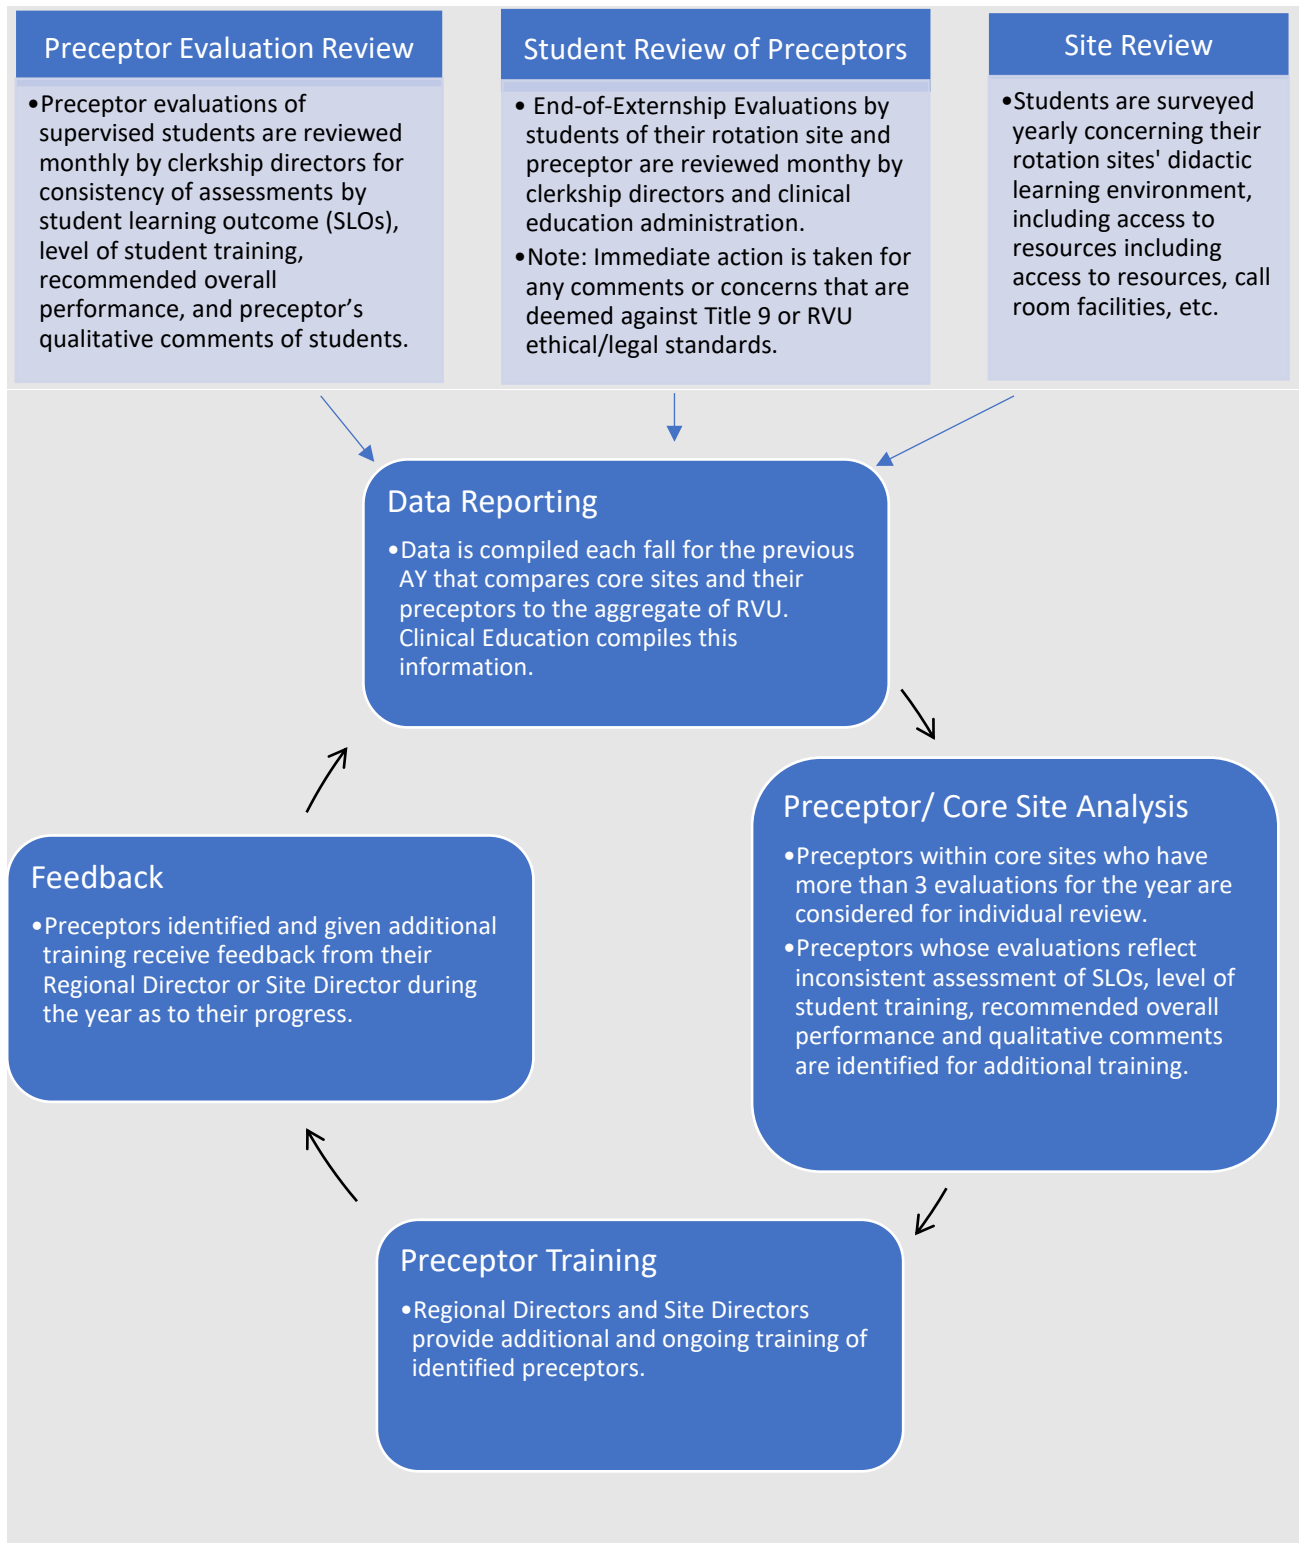 Preceptor Evaluation Review
•Preceptor evaluations of
supervised students are reviewed
monthly by clerkship directors for
consistency of assessments by
student learning outcome (SLOs),
level of student training,
recommended overall
performance, and preceptor’s
qualitative comments of students.
Student Review of Preceptors
• End-of-Externship Evaluations by
students of their rotation site and
preceptor are reviewed monthy by
clerkship directors and clinical
education administration.
•Note: Immediate action is taken for
any comments or concerns that are
deemed against Title 9 or RVU
ethical/legal standards.
Site Review
•Students are surveyed
yearly concerning their
rotation sites' didactic
learning environment,
including access to
resources including
access to resources, call
room facilities, etc.
Data Reporting
•Data is compiled each fall for the previous
AY that compares core sites and their
preceptors to the aggregate of RVU.
Clinical Education compiles this
information.
Preceptor/ Core Site Analysis
•Preceptors within core sites who have
more than 3 evaluations for the year are
considered for individual review.
•Preceptors whose evaluations reflect
inconsistent assessment of SLOs, level of
student training, recommended overall
performance and qualitative comments
are identified for additional training.
Feedback
•Preceptors identified and given additional
training receive feedback from their
Regional Director or Site Director during
the year as to their progress.
Preceptor Training
•Regional Directors and Site Directors
provide additional and ongoing training of
identified preceptors.